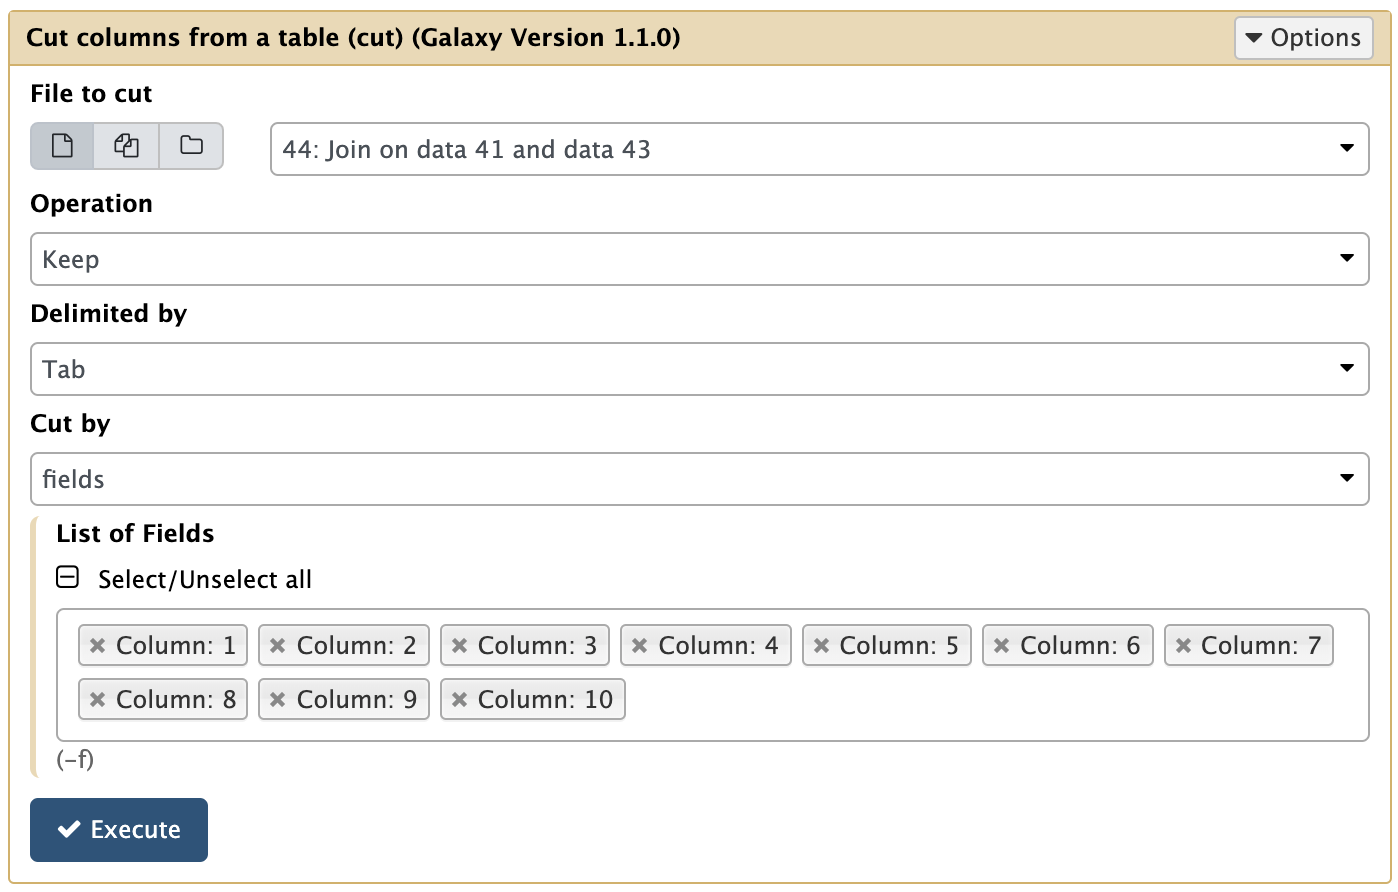 Cut columns from a table (cut) (Galaxy Version 1.1.0) Options
File to cut
44: Join on data 41 and data 43
Operation
Keep
Delimited by
Tab
Cut by
fields
List of Fields
Select/Unselect all
Column: 1 Column: 2 Column: 3 Column: 4 Column: 5 Column: 6 Column: 7
Column: 8 Column: 9 Column: 10
(-f)
Execute